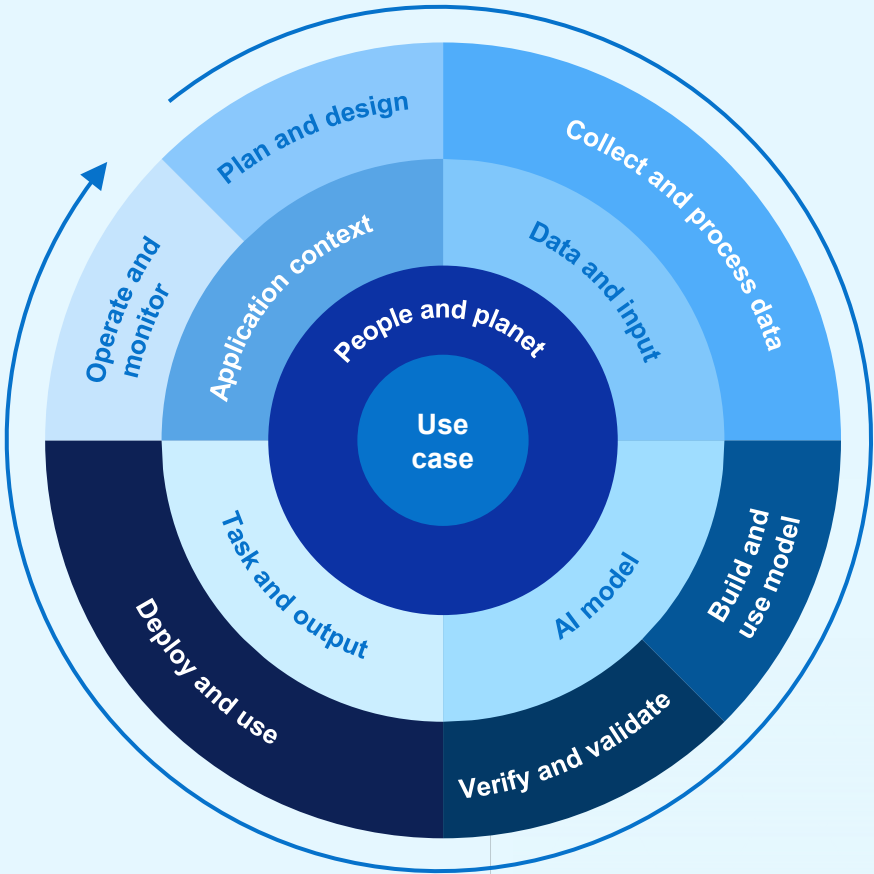 Plan and design
Collect and process data
Application context
Data and input
Operate and
monitor
People and planet
Use
case
Task and output
AI model
Build and
use model
Deploy and use
Verify and validate